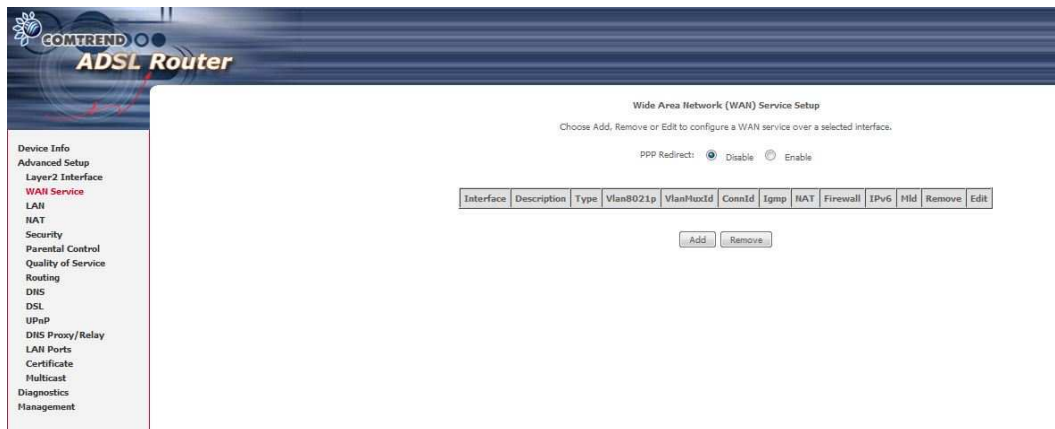 COMTREND
ADSL Router
Device Info
Advanced Setup
Layer2 Interface
WAN Service
LAN
NAT
Security
Parental Control
Quality of Service
Routing
DNS
DSL
UPnP
DNS Proxy/Relay
LAN Ports
Certificate
Multicast
Diagnostics
Management
Wide Area Network (WAN) Service Setup
Choose Add, Remove or Edit to configure a WAN service over a selected interface.
PPP Redirect: Disable Enable
Interface Description Type Vlan8021p VlanMuxId ConnId Igmp NAT Firewall IPv6 Mld Remove Edit
Add Remove